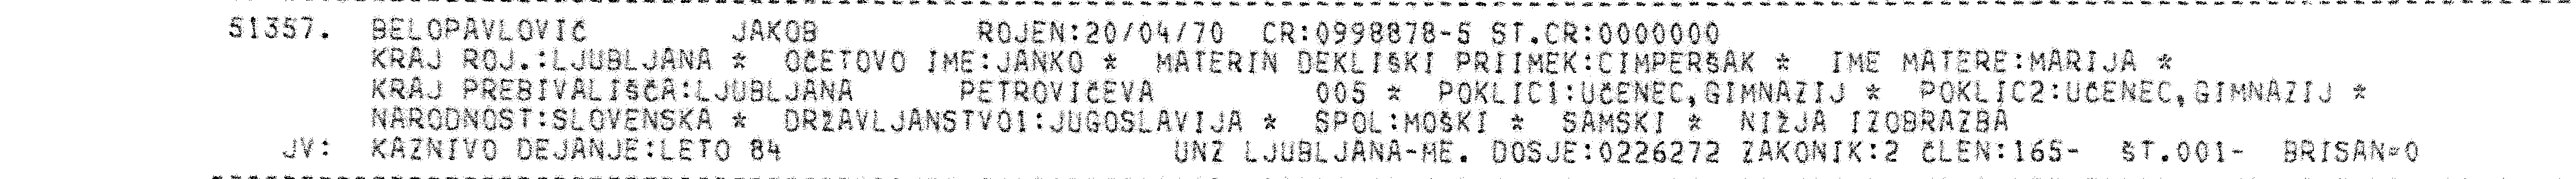 51357. BELOPAVLOVIČ JAKOB ROJEN:20/04/70 CR:0998878-5 ST.CR:0000000
KRAJ ROJ.:LJUBLJANA * OČETOVO IME:JANKO * MATERIN DEKLIŠKI PRIIMEK:CIMPERŠAK * IME MATERE:MARIJA *
KRAJ PREBIVALIŠČA:LJUBLJANA PETROVIČEVA 005 * POKLIC1:UČENEC,GIMNAZIJ * POKLIC2:UČENEC,GIMNAZIJ *
NARODNOST:SLOVENSKA * DRŽAVLJANSTVO1:JUGOSLAVIJA * SPOL:MOŠKI * SAMSKI * NIŽJA IZOBRAZBA
JV: KAZNIVO DEJANJE:LETO 84 UNZ LJUBLJANA-ME. DOSJE:0226272 ZAKONIK:2 ČLEN:165- ŠT.001- BRISAN=0